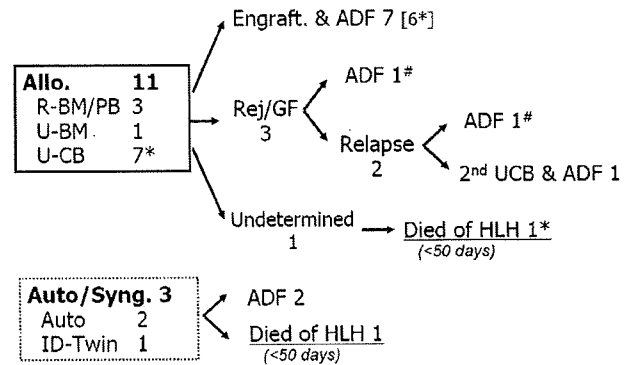 Engraft. & ADF 7 [6*]
Allo. 11
R-BM/PB 3
U-BM 1
U-CB 7*
Rej/GF
3
ADF 1#
Relapse
2
ADF 1#
2nd UCB & ADF 1
Undetermined
1
Died of HLH 1*
(<50 days)
Auto/Syng. 3
Auto 2
ID-Twin 1
ADF 2
Died of HLH 1
(<50 days)